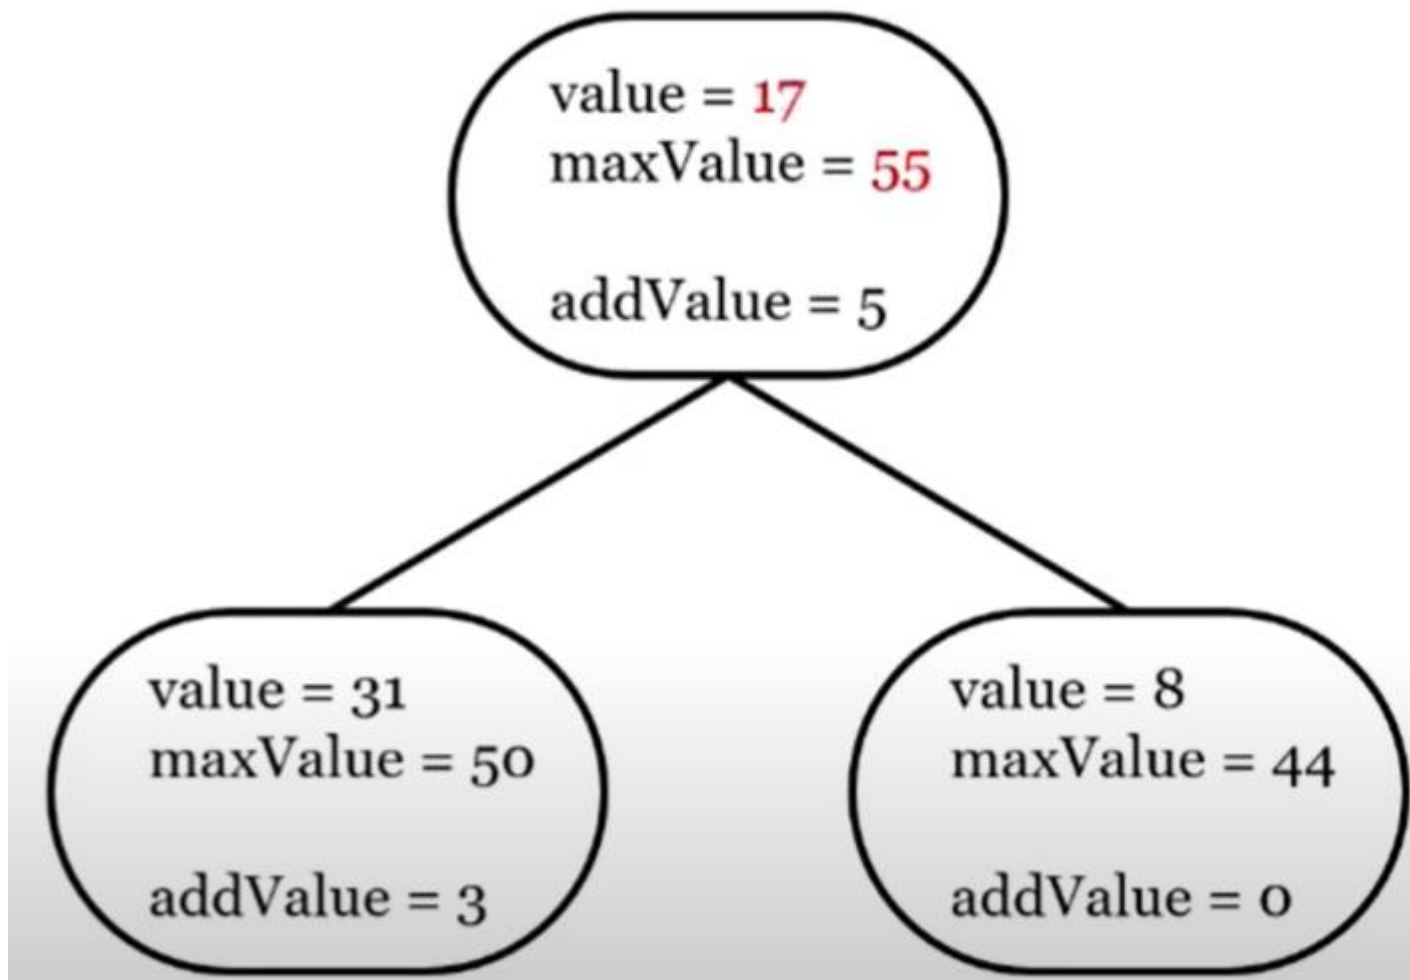 value = 17
maxValue = 55
addValue = 5
value = 31
maxValue = 50
addValue = 3
value = 8
maxValue = 44
addValue = 0